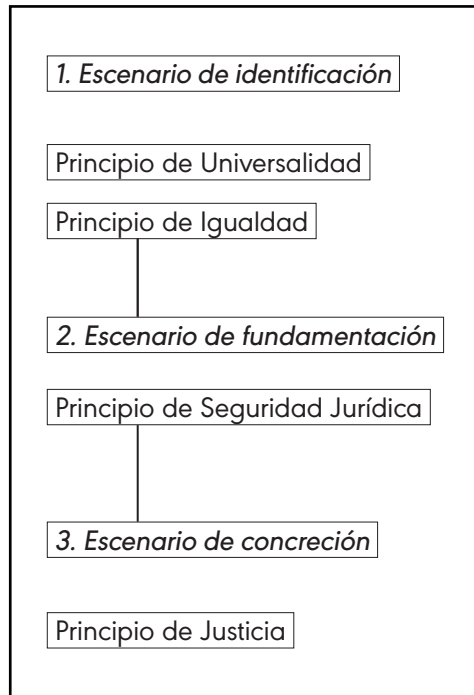 1. Escenario de identificación
Principio de Universalidad
Principio de Igualdad
2. Escenario de fundamentación
Principio de Seguridad Jurídica
3. Escenario de concreción
Principio de Justicia